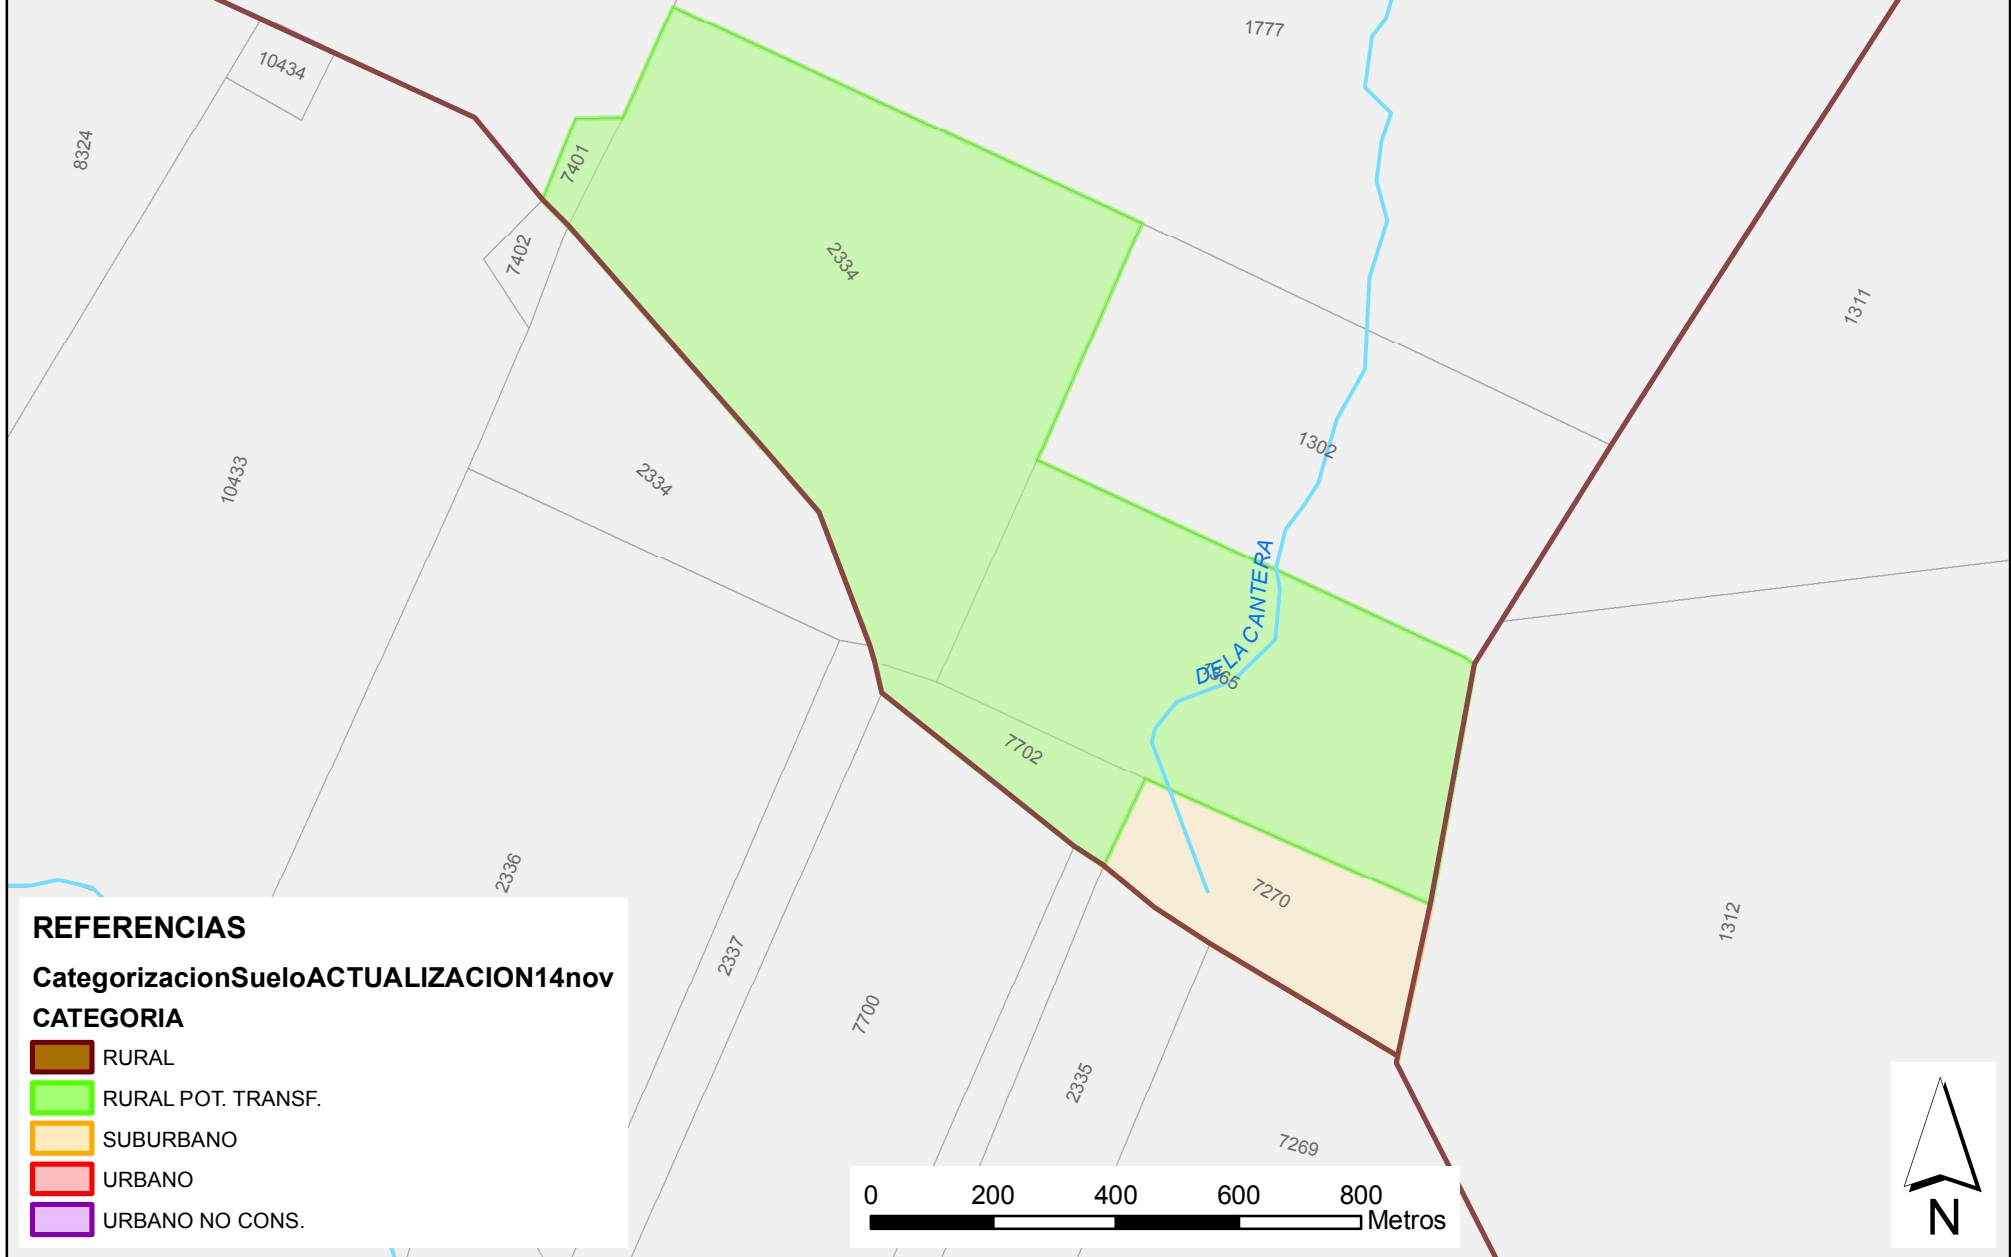 1777
10434
8324
7401
7402
2334
1311
1302
10433
2334
DE LA CANTERA
7702
2336
7270
1312
2337
7700
2335
7269
REFERENCIAS
CategorizacionSueloACTUALIZACION14nov
CATEGORIA
RURAL
RURAL POT. TRANSF.
SUBURBANO
URBANO
URBANO NO CONS.
0 200 400 600 800
Metros
N